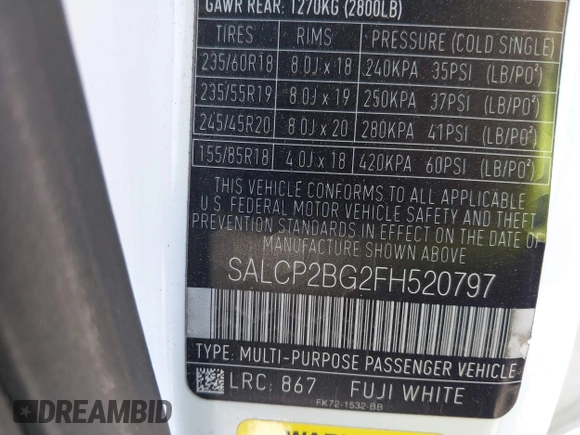 GAWR REAR: 1270KG (2800LB)
TIRES RIMS PRESSURE (COLD SINGLE)
235/60R18 8.0J x 18 240KPA 35PSI (LB/PO²)
235/55R19 8.0J x 19 250KPA 37PSI (LB/PO²)
245/45R20 8.0J x 20 280KPA 41PSI (LB/PO²)
155/85R18 4.0J x 18 420KPA 60PSI (LB/PO²)
THIS VEHICLE CONFORMS TO ALL APPLICABLE
U.S. FEDERAL MOTOR VEHICLE SAFETY AND THEFT
PREVENTION STANDARDS IN EFFECT ON THE DATE OF
MANUFACTURE SHOWN ABOVE
SALCP2BG2FH520797
TYPE: MULTI-PURPOSE PASSENGER VEHICLE
LRC: 867 FUJI WHITE
FK72-1532-BB
DREAMBID